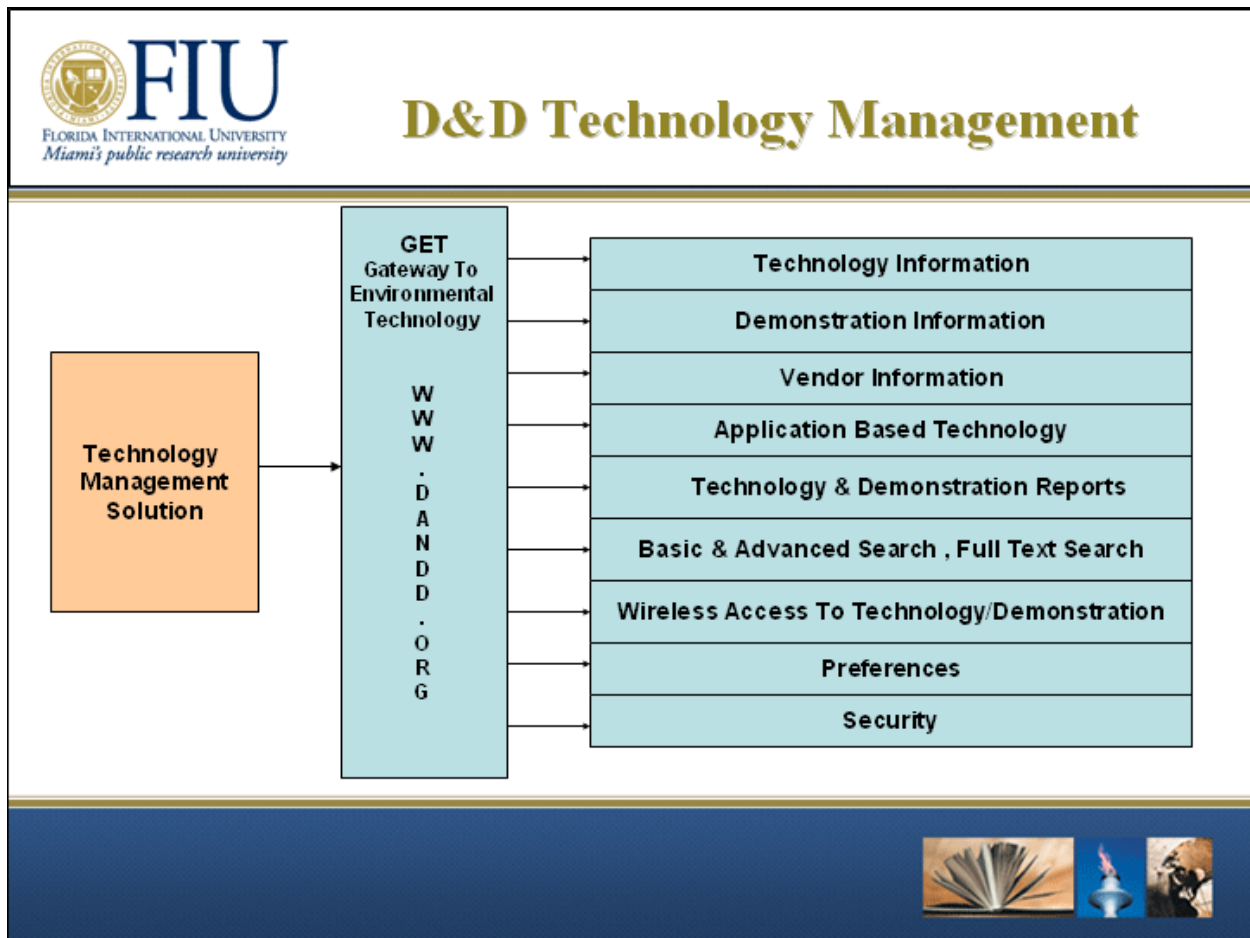 FIU
FLORIDA INTERNATIONAL UNIVERSITY
Miami's public research university
D&D Technology Management
Technology
Management
Solution
GET
Gateway To
Environmental
Technology
W
W
W
.
D
A
N
D
D
.
O
R
G
Technology Information
Demonstration Information
Vendor Information
Application Based Technology
Technology & Demonstration Reports
Basic & Advanced Search , Full Text Search
Wireless Access To Technology/Demonstration
Preferences
Security